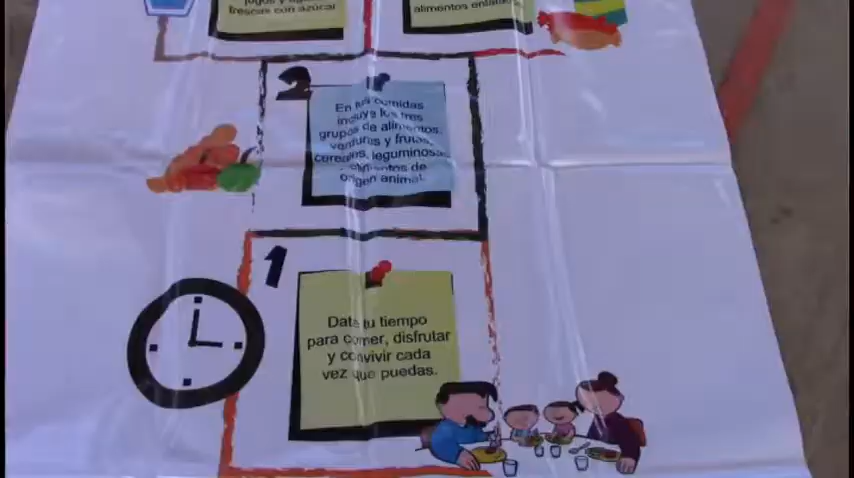 jugos y aguas
frescas con azúcar
alimentos enlatados
2
En tus comidas
incluye los tres
grupos de alimentos:
verduras y frutas,
cereales, leguminosas
y alimentos de
origen animal.
1
Date tu tiempo
para comer, disfrutar
y convivir cada
vez que puedas.